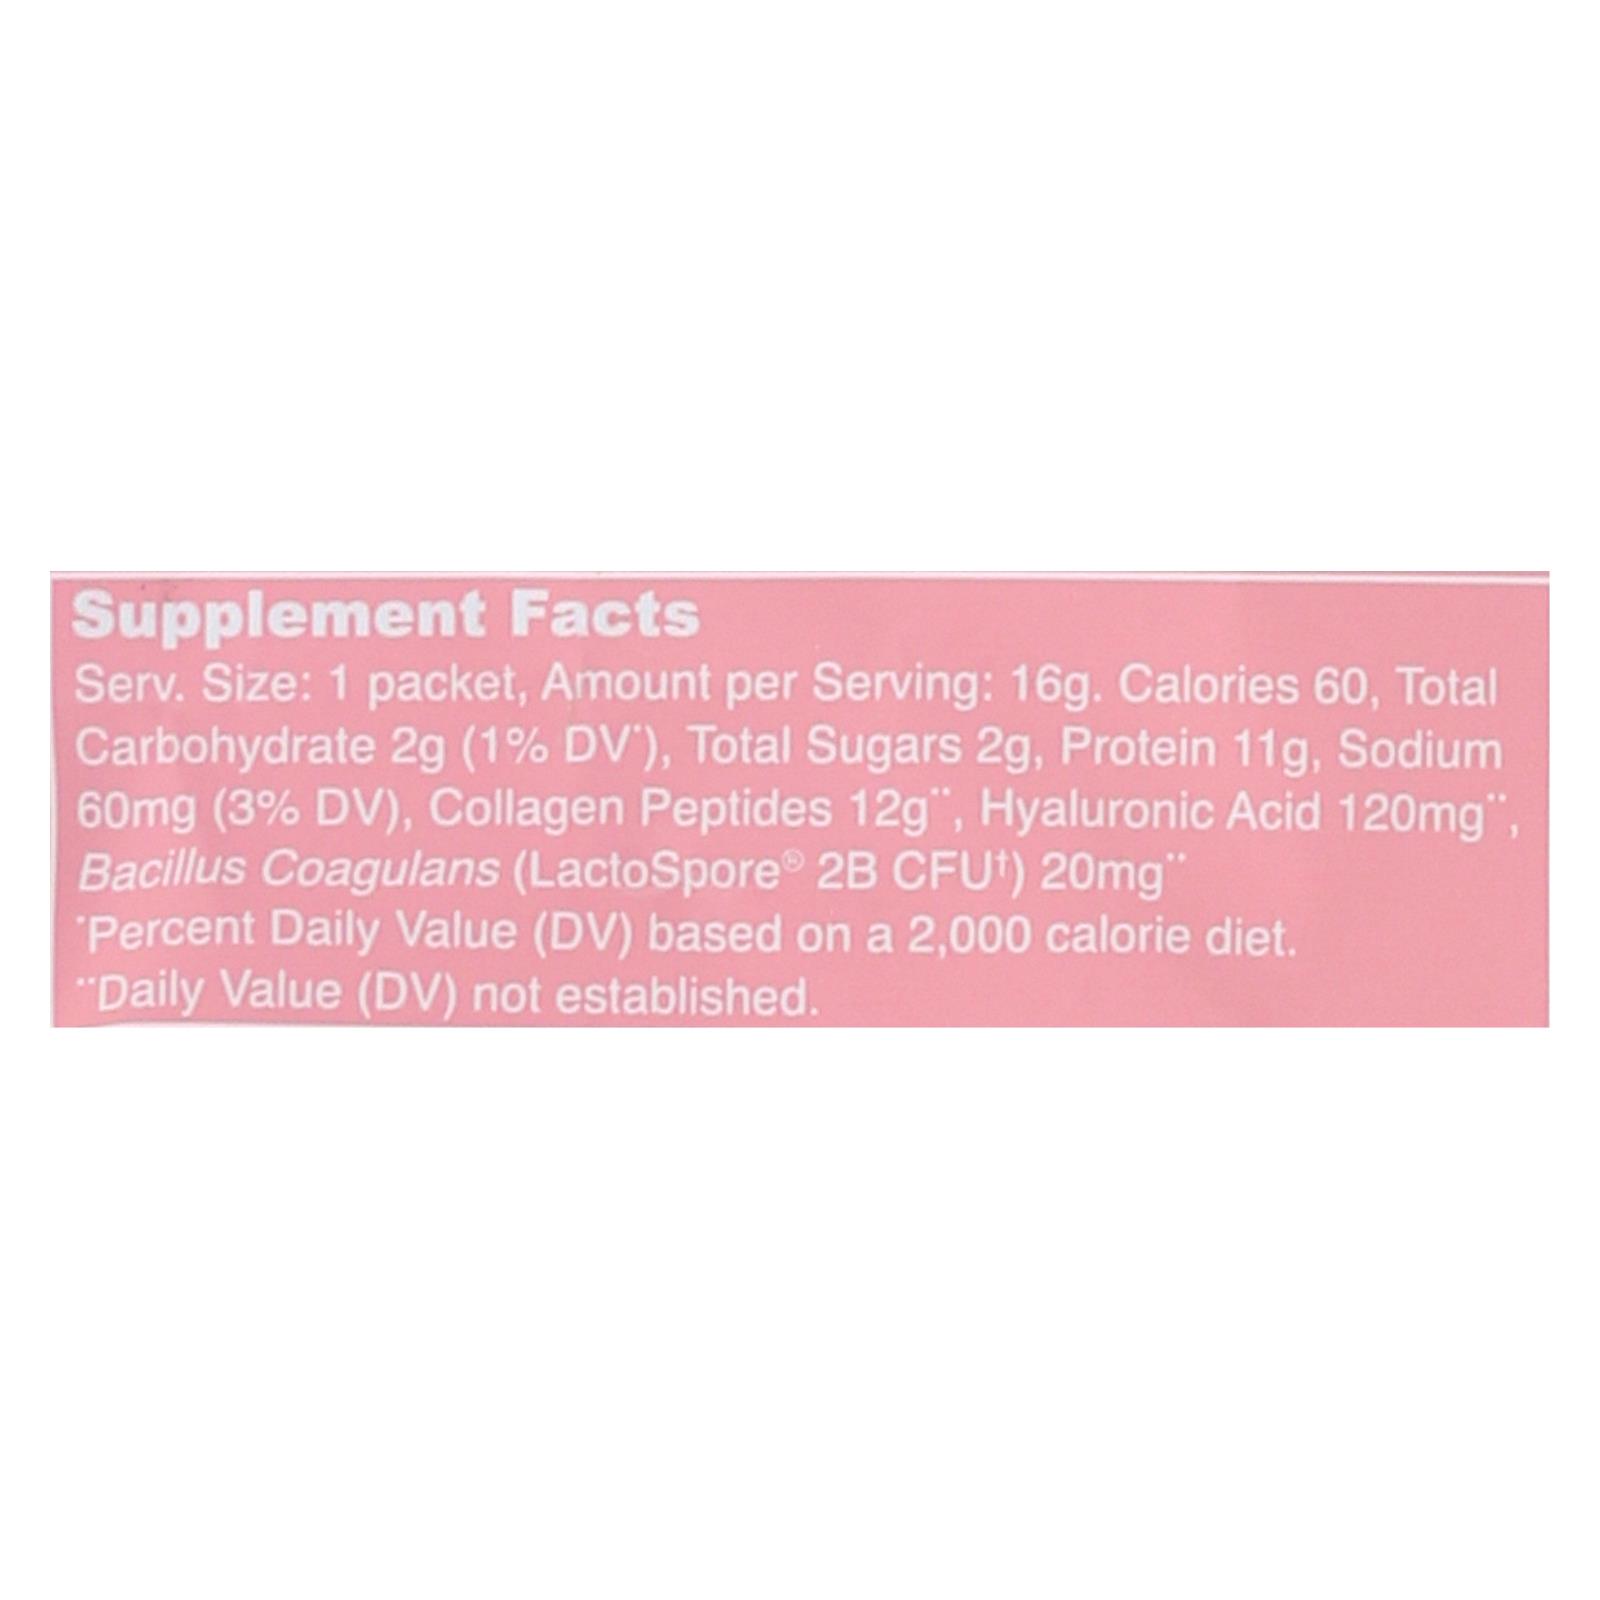 Supplement Facts
Serv. Size: 1 packet, Amount per Serving: 16g. Calories 60, Total
Carbohydrate 2g (1% DV*), Total Sugars 2g, Protein 11g, Sodium
60mg (3% DV), Collagen Peptides 12g**, Hyaluronic Acid 120mg**,
Bacillus Coagulans (LactoSpore® 2B CFU†) 20mg**
*Percent Daily Value (DV) based on a 2,000 calorie diet.
**Daily Value (DV) not established.